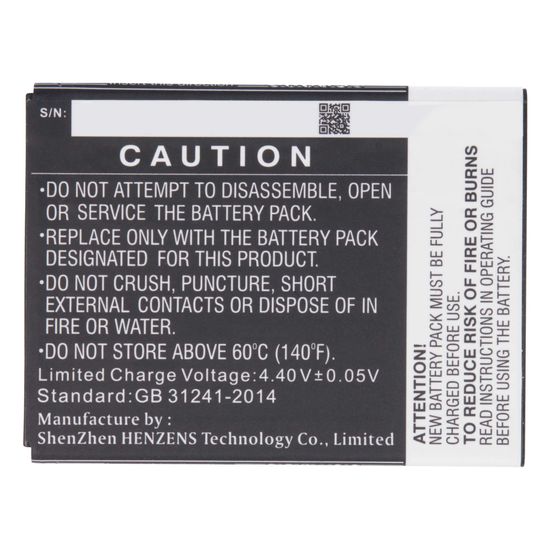 Insert this direction
S/N:
CAUTION
•DO NOT ATTEMPT TO DISASSEMBLE, OPEN
OR SERVICE THE BATTERY PACK.
•REPLACE ONLY WITH THE BATTERY PACK
DESIGNATED FOR THIS PRODUCT.
•DO NOT CRUSH, PUNCTURE, SHORT
EXTERNAL CONTACTS OR DISPOSE OF IN
FIRE OR WATER.
•DO NOT STORE ABOVE 60°C (140°F).
Limited Charge Voltage:4.40V±0.05V
Standard:GB 31241-2014
Manufacture by :
ShenZhen HENZENS Technology Co., Limited
ATTENTION!
NEW BATTERY PACK MUST BE FULLY
CHARGED BEFORE USE.
TO REDUCE RISK OF FIRE OR BURNS
READ INSTRUCTIONS IN OPERATING GUIDE
BEFORE USING BATTERY.